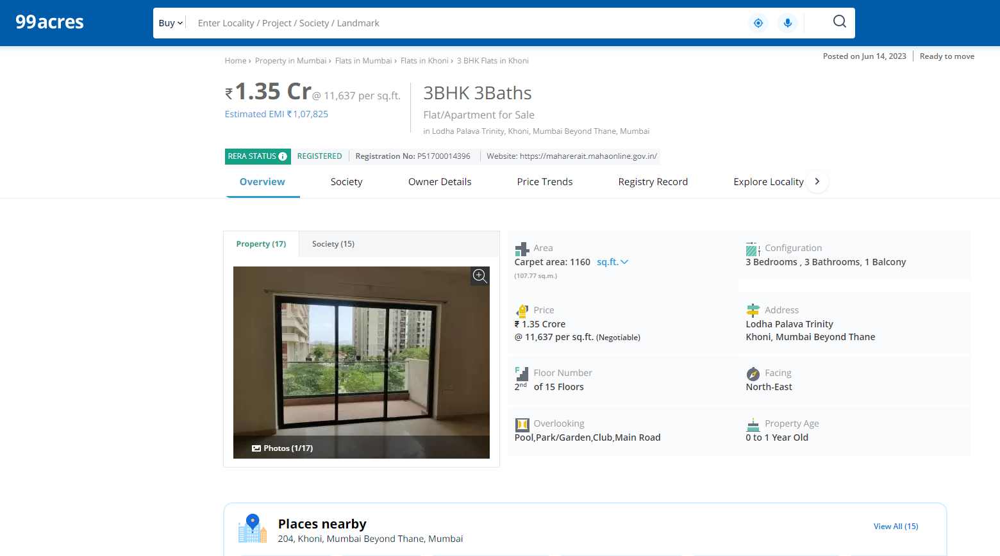 99acres
Buy
Enter Locality / Project / Society / Landmark
Home › Property in Mumbai › Flats in Mumbai › Flats in Khoni › 3 BHK Flats in Khoni
Posted on Jun 14, 2023 Ready to move
₹ 1.35 Cr @ 11,637 per sq.ft.
Estimated EMI ₹ 1,07,825
3BHK 3Baths
Flat/Apartment for Sale
in Lodha Palava Trinity, Khoni, Mumbai Beyond Thane, Mumbai
RERA STATUS REGISTERED Registration No: P51700014396 Website: https://maharerait.mahaonline.gov.in/
Overview Society Owner Details Price Trends Registry Record Explore Locality
Property (17) Society (15)
Photos (1/17)
Area
Carpet area: 1160 sq.ft.
(107.77 sq.m.)
Configuration
3 Bedrooms , 3 Bathrooms, 1 Balcony
Price
₹ 1.35 Crore
@ 11,637 per sq.ft. (Negotiable)
Address
Lodha Palava Trinity
Khoni, Mumbai Beyond Thane
Floor Number
2nd of 15 Floors
Facing
North-East
Overlooking
Pool,Park/Garden,Club,Main Road
Property Age
0 to 1 Year Old
Places nearby
204, Khoni, Mumbai Beyond Thane, Mumbai
View All (15)